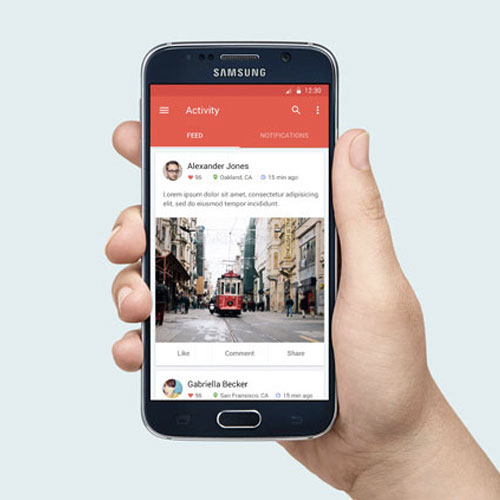 SAMSUNG
12:30
Activity
FEED NOTIFICATIONS
Alexander Jones
96 Oakland, CA 15 min ago
Lorem ipsum dolor sit amet, consectetur adipisicing
elit, sed do eiusmod tempor incididunt.
Like Comment Share
Gabriella Becker
96 San Fransisco, CA 15 min ago